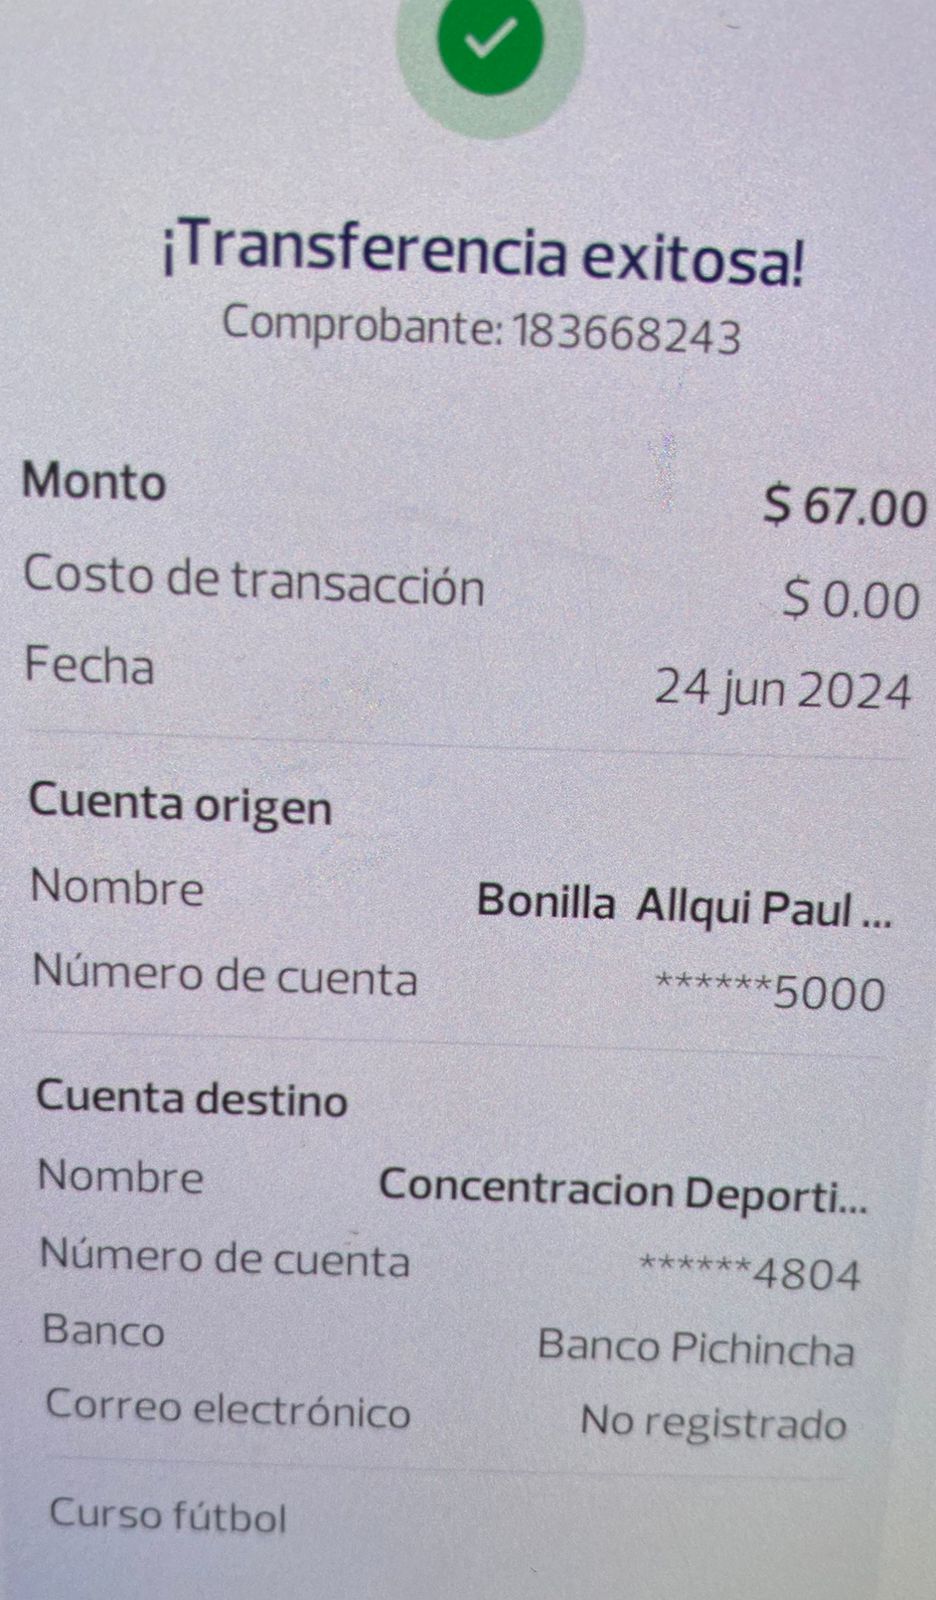 ¡Transferencia exitosa!
Comprobante: 183668243
Monto $ 67.00
Costo de transacción $ 0.00
Fecha 24 jun 2024
Cuenta origen
Nombre Bonilla Allqui Paul ...
Número de cuenta ******5000
Cuenta destino
Nombre Concentracion Deporti...
Número de cuenta ******4804
Banco Banco Pichincha
Correo electrónico No registrado
Curso fútbol